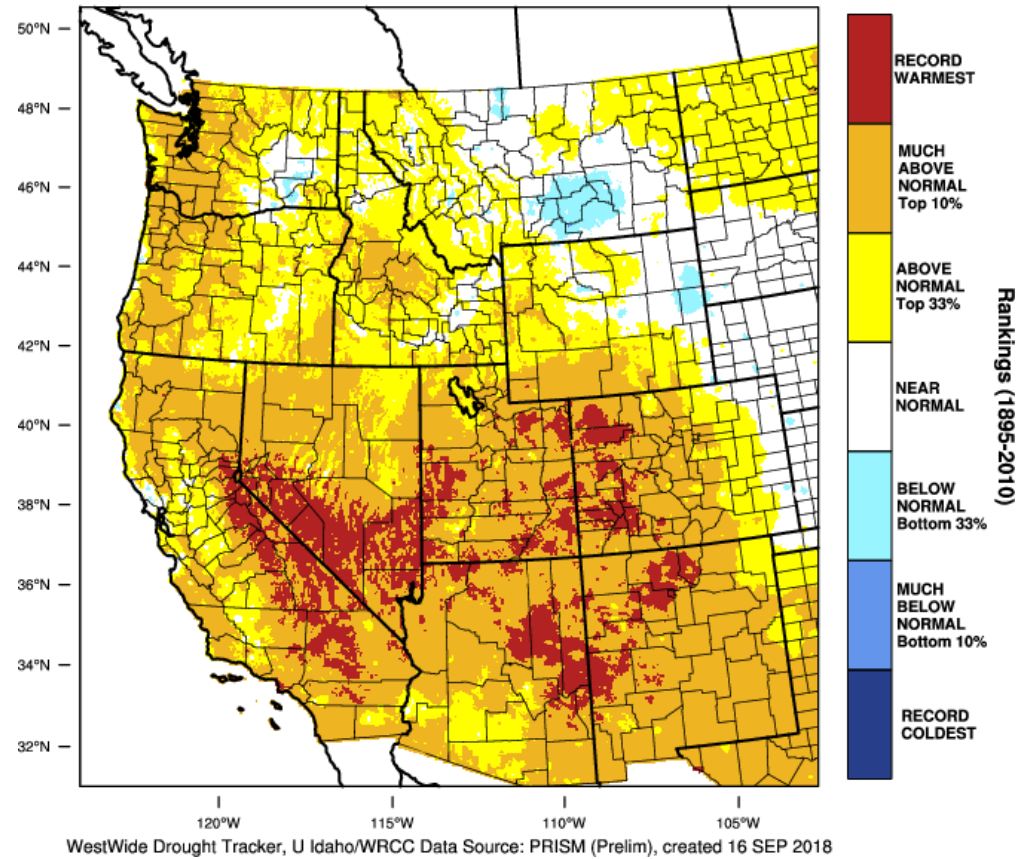 50°N
48°N
46°N
44°N
42°N
40°N
38°N
36°N
34°N
32°N
120°W
115°W
110°W
105°W
RECORD
WARMEST
MUCH
ABOVE
NORMAL
Top 10%
ABOVE
NORMAL
Top 33%
NEAR
NORMAL
BELOW
NORMAL
Bottom 33%
MUCH
BELOW
NORMAL
Bottom 10%
RECORD
COLDEST
Rankings (1895-2010)
WestWide Drought Tracker, U Idaho/WRCC Data Source: PRISM (Prelim), created 16 SEP 2018